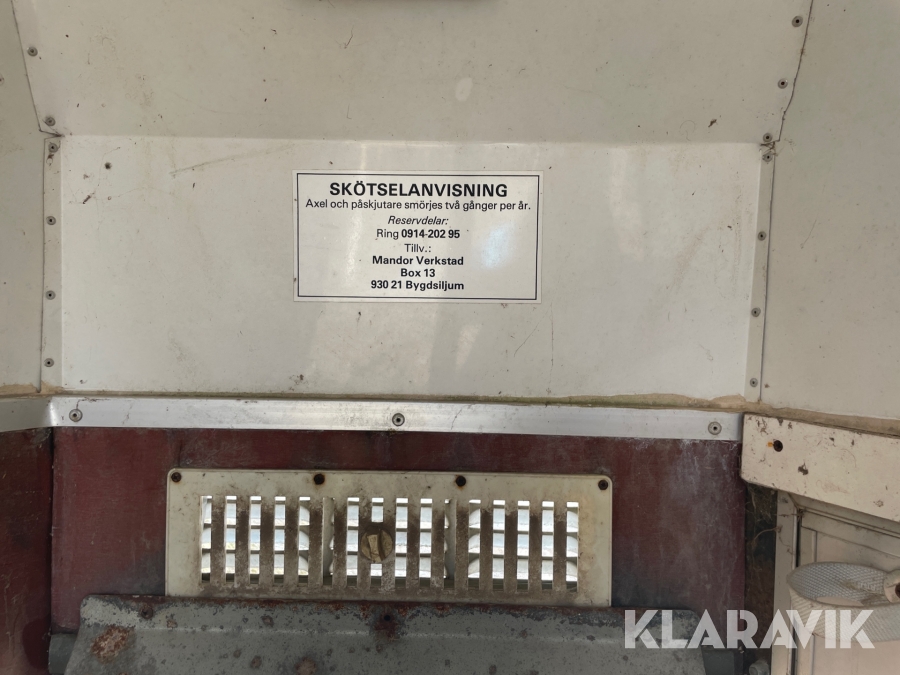 SKÖTSELANVISNING
Axel och påskjutare smörjes två gånger per år.
Reservdelar:
Ring 0914-202 95
Tillv.:
Mandor Verkstad
Box 13
930 21 Bygdsiljum
KLARAVIK